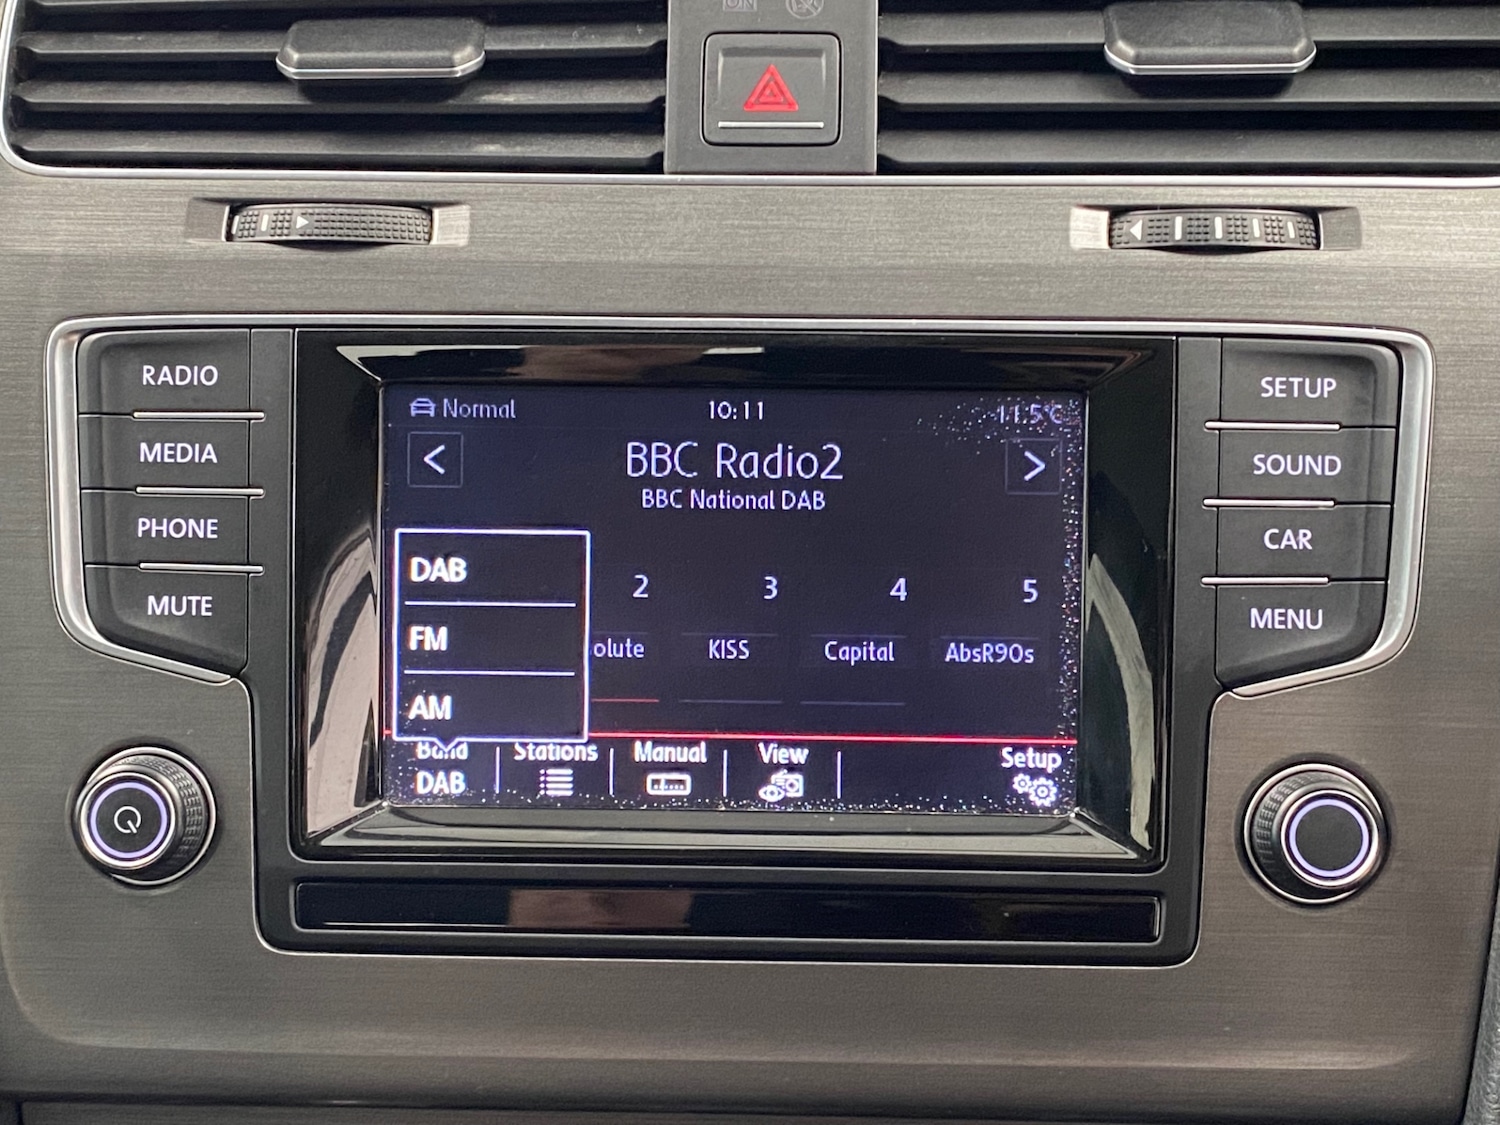 RADIO
MEDIA
PHONE
MUTE
Normal
10:11
11.5°C
<
BBC Radio2
>
BBC National DAB
DAB
FM
AM
2
3
4
5
olute
KISS
Capital
AbsR90s
Band
DAB
Stations
Manual
View
Setup
SETUP
SOUND
CAR
MENU